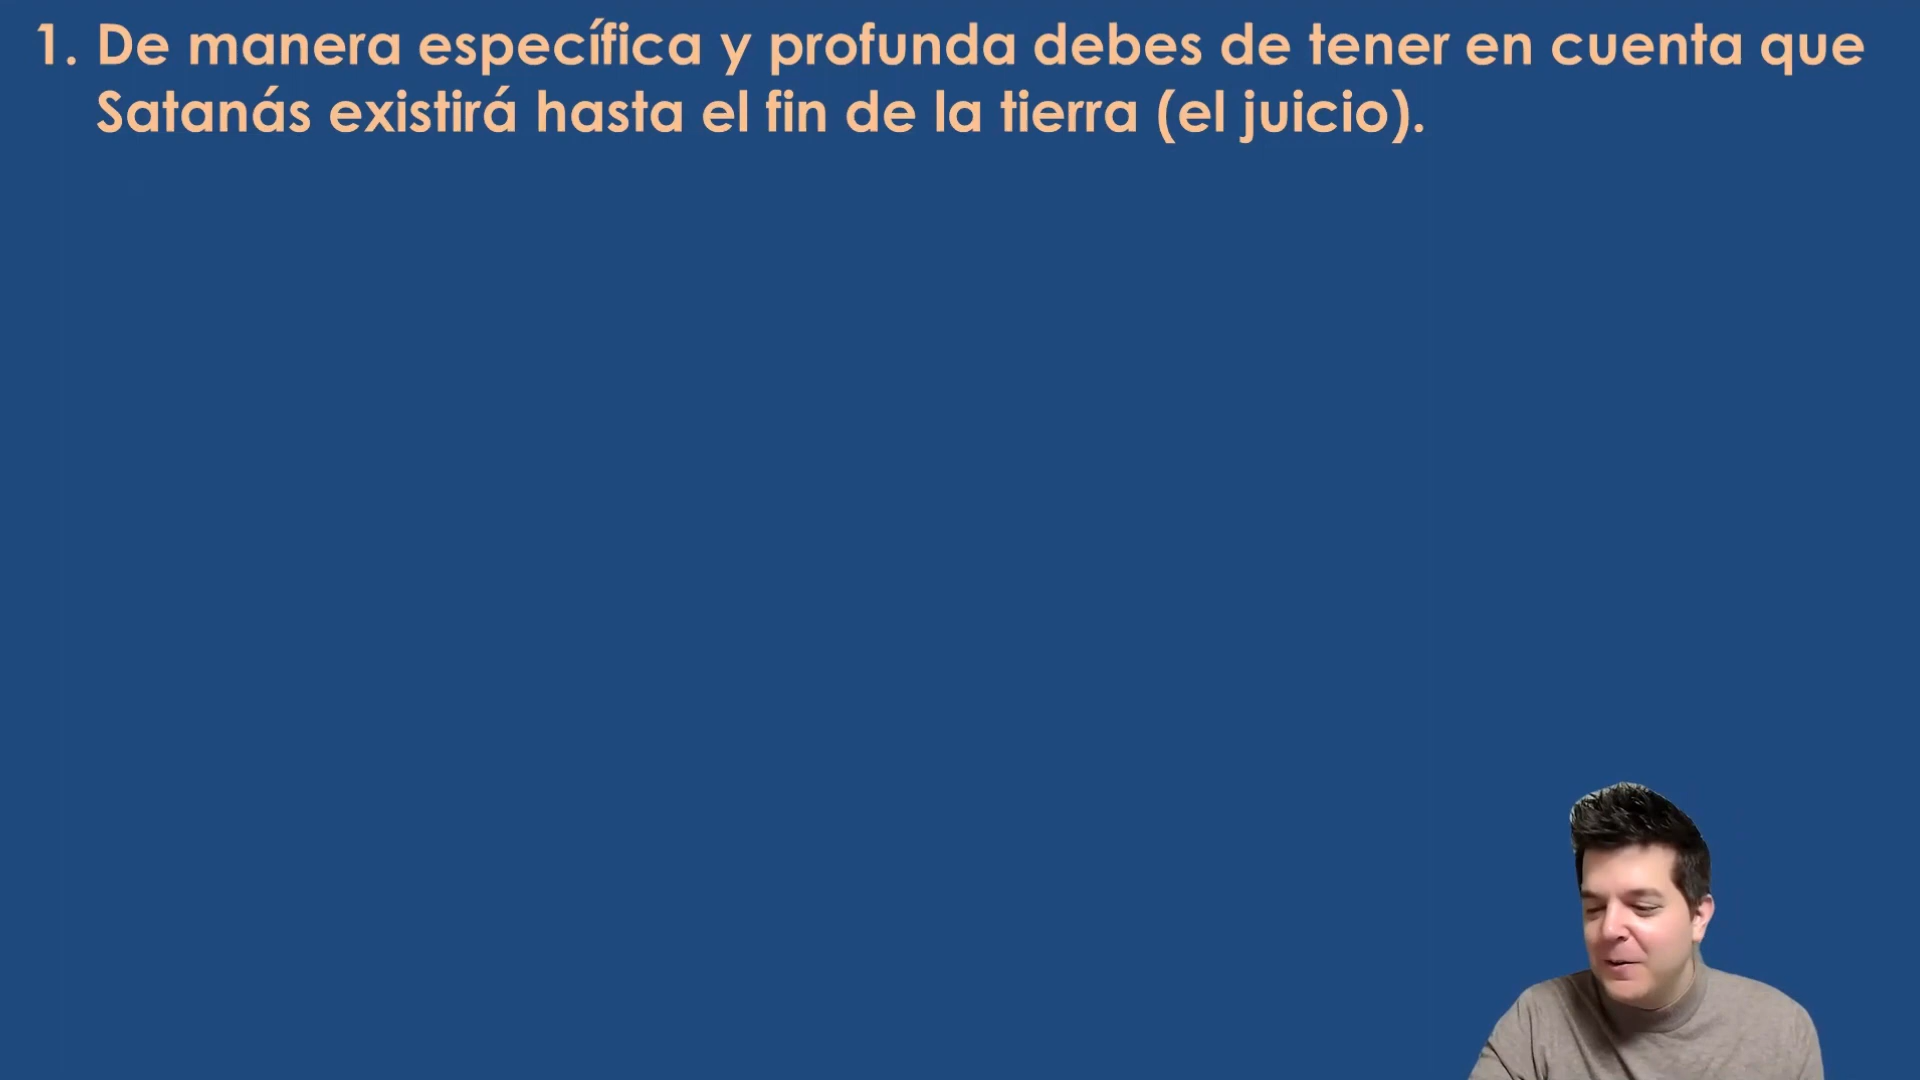 1. De manera específica y profunda debes de tener en cuenta que
Satanás existirá hasta el fin de la tierra (el juicio).